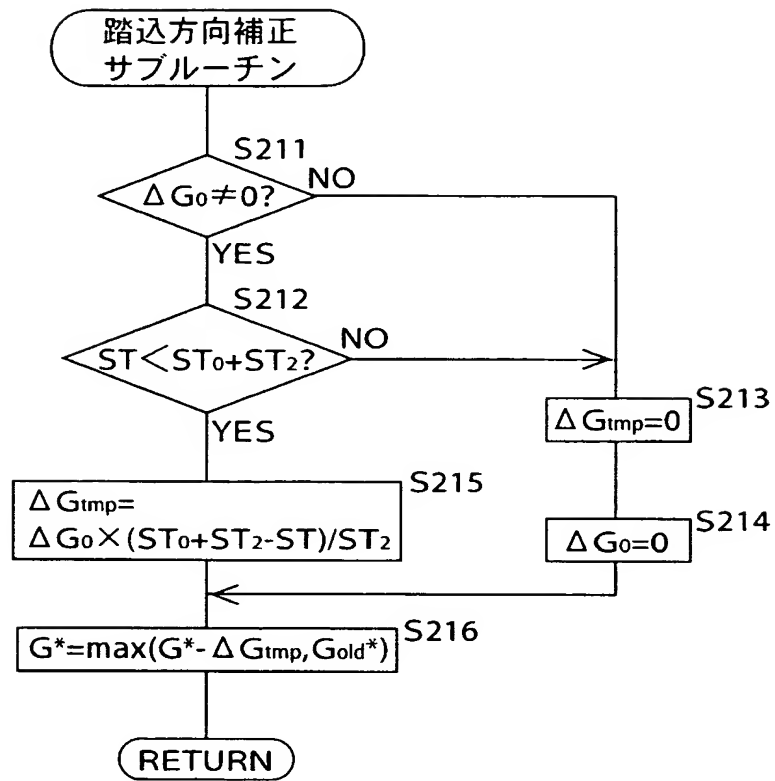 踏込方向補正
サブルーチン
S211
ΔG₀≠0?
NO
YES
S212
ST<ST₀+ST₂?
NO
YES
S213
ΔGtmp=0
S215
ΔGtmp=
ΔG₀×(ST₀+ST₂-ST)/ST₂
S214
ΔG₀=0
S216
G*=max(G*-ΔGtmp,Gold*)
RETURN